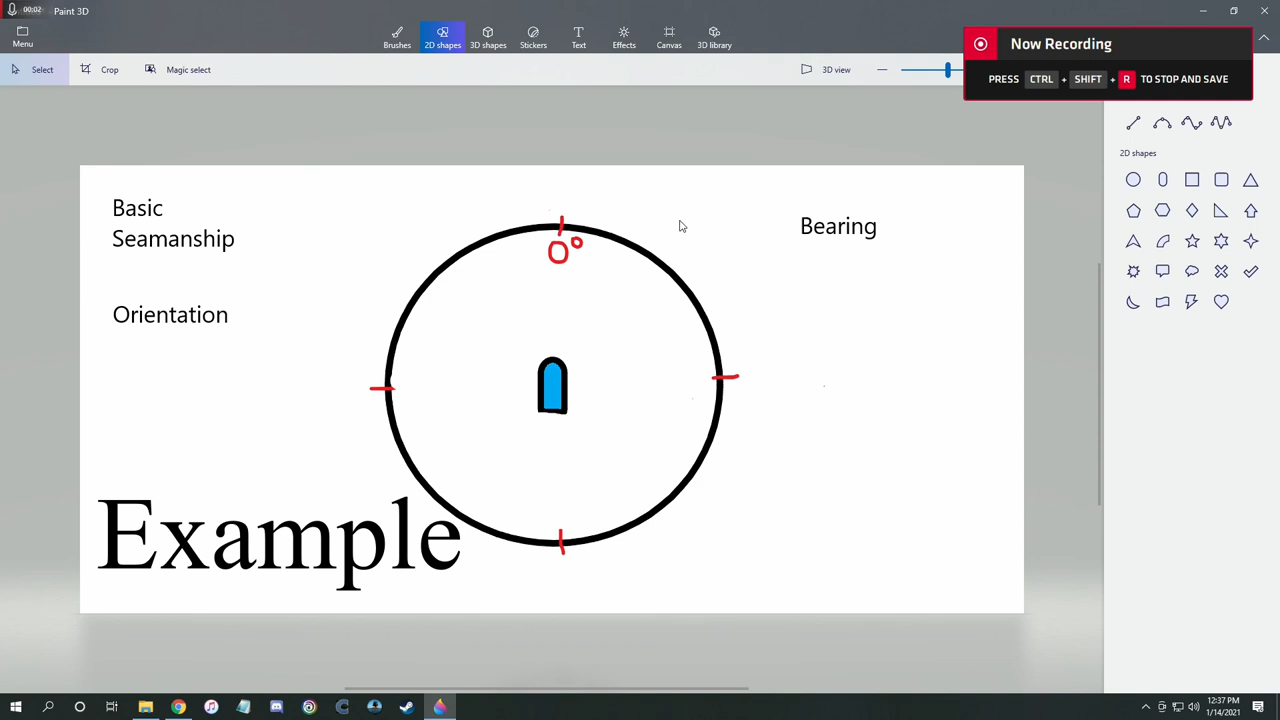 00:02
Paint 3D
Menu
Brushes
2D shapes
3D shapes
Stickers
Text
Effects
Canvas
3D library
Now Recording
PRESS CTRL + SHIFT + R TO STOP AND SAVE
Select
Crop
Magic select
3D view
2D shapes
Basic
Seamanship
Orientation
0°
Bearing
Example
12:37 PM
1/14/2021